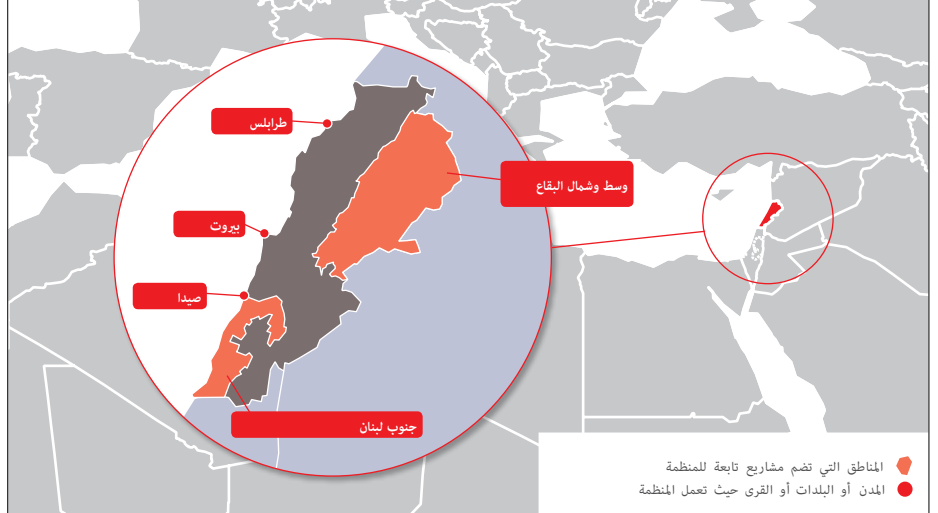 طرابلس
وسط وشمال البقاع
بيروت
صيدا
جنوب لبنان
المناطق التي تضم مشاريع تابعة للمنظمة
المدن أو البلدات أو القرى حيث تعمل المنظمة